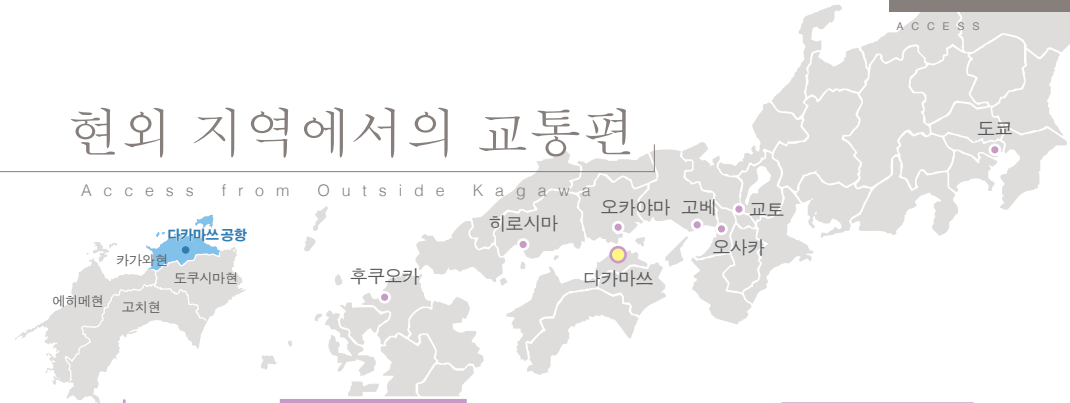 ACCESS
현외 지역에서의 교통편
Access from Outside Kagawa
도쿄
오카야마 고베 교토
히로시마
오사카
다카마쓰
후쿠오카
다카마쓰공항
카가와현
도쿠시마현
에히메현
고치현